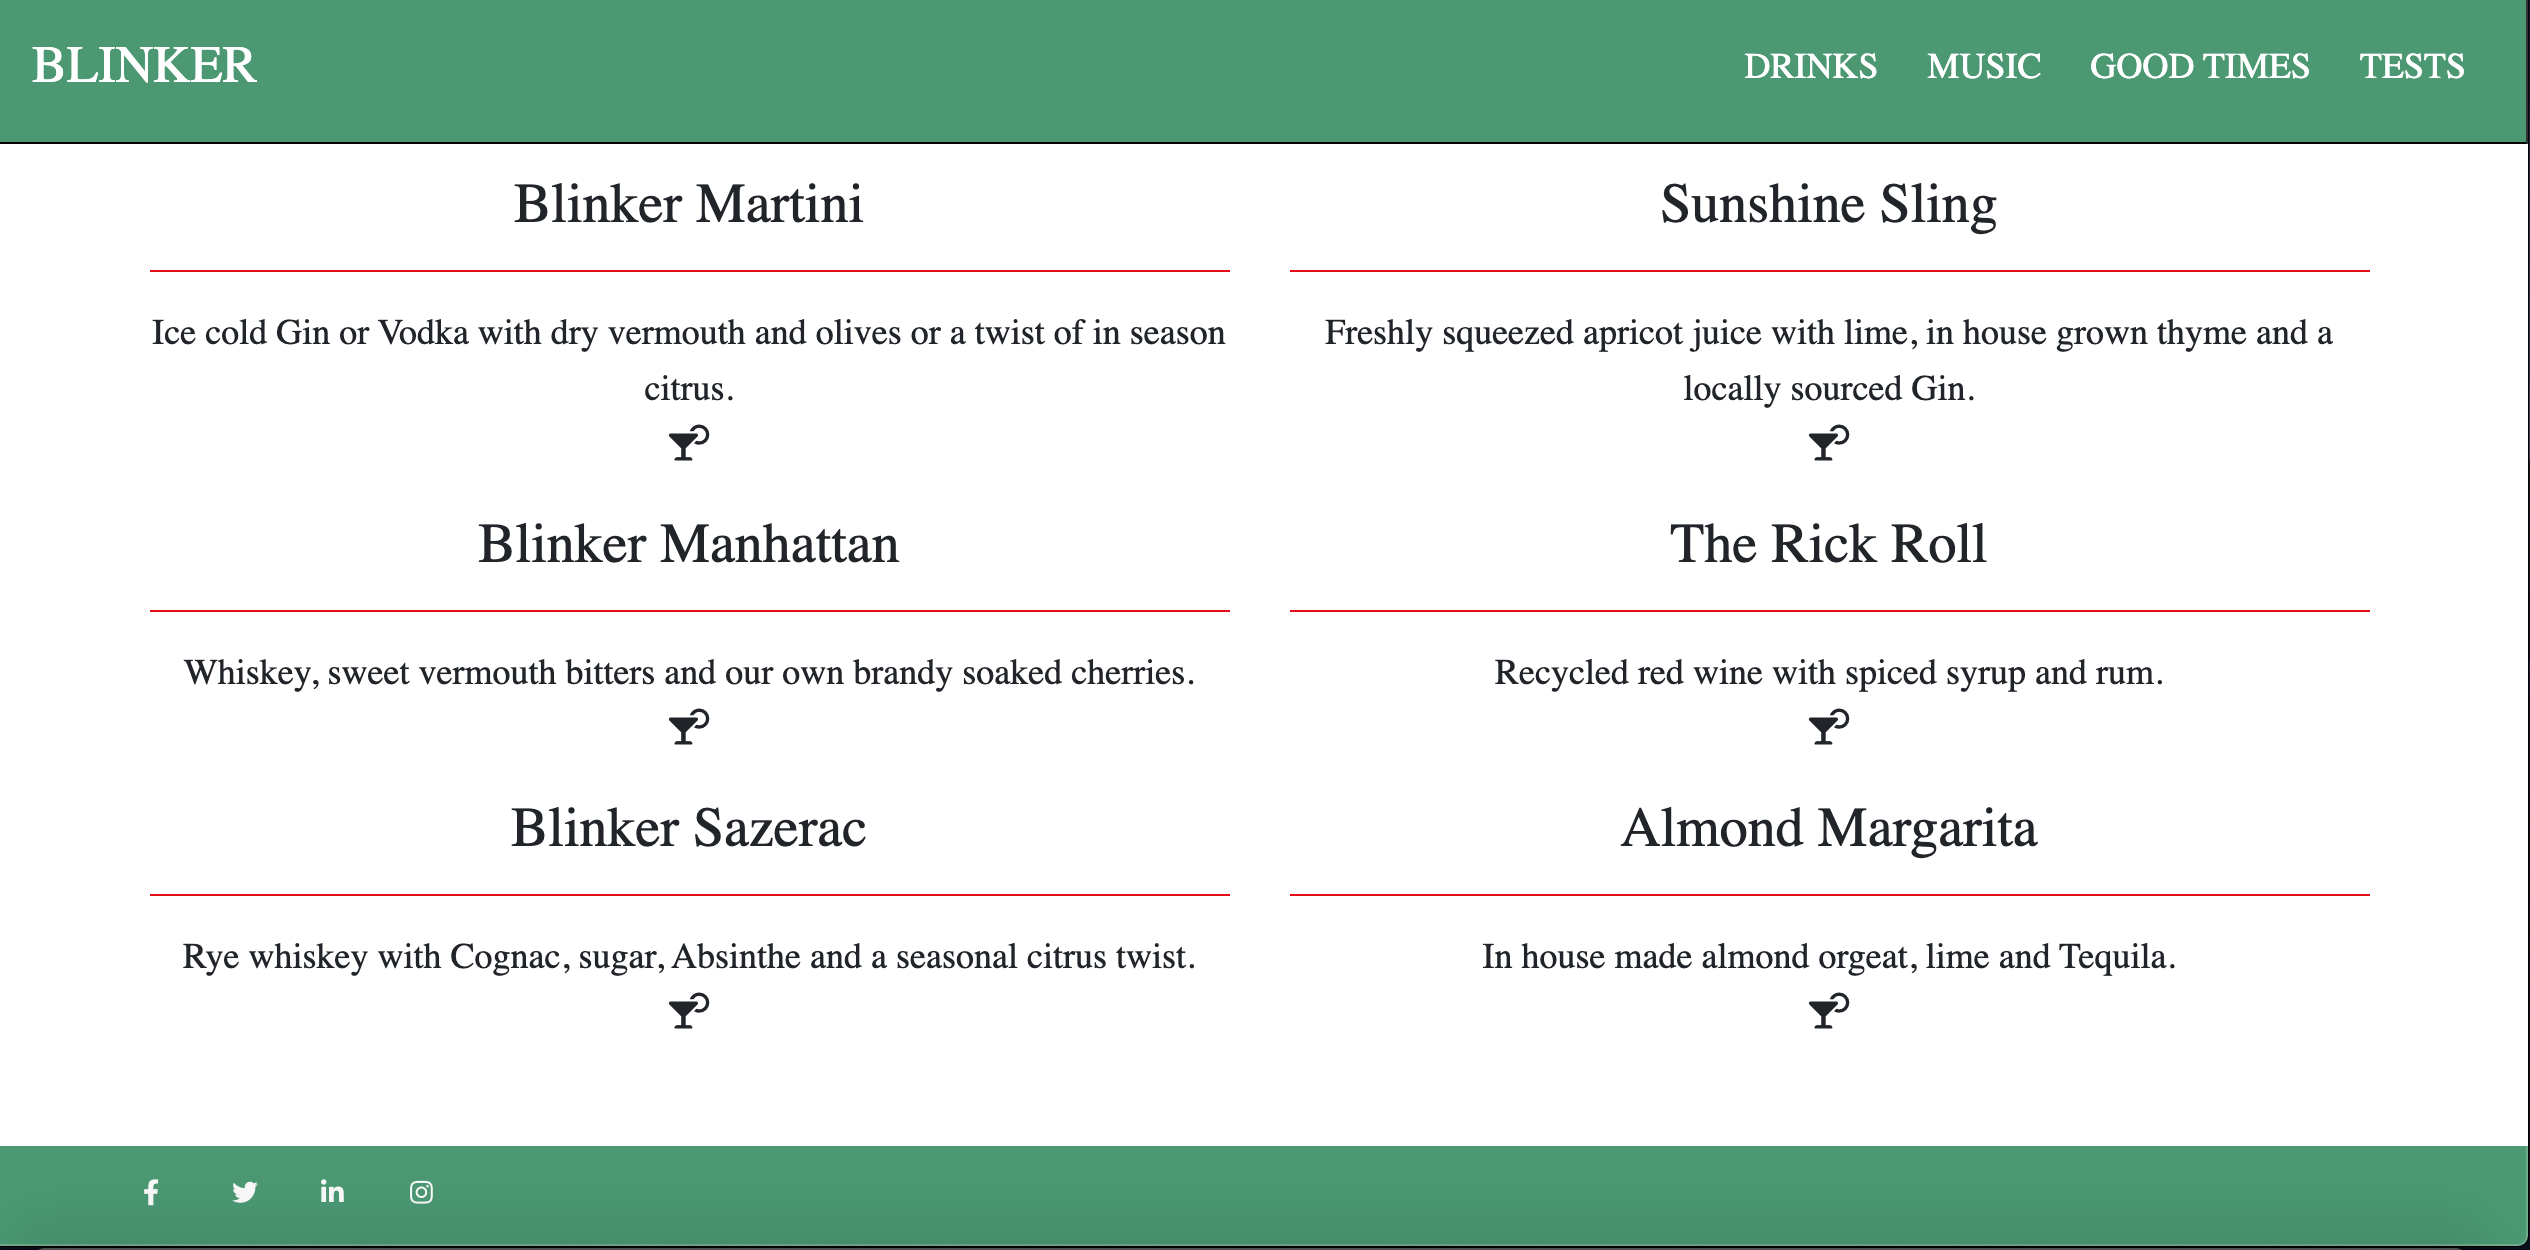 BLINKER
DRINKS MUSIC GOOD TIMES TESTS
Blinker Martini
Ice cold Gin or Vodka with dry vermouth and olives or a twist of in season
citrus.
Sunshine Sling
Freshly squeezed apricot juice with lime, in house grown thyme and a
locally sourced Gin.
Blinker Manhattan
Whiskey, sweet vermouth bitters and our own brandy soaked cherries.
The Rick Roll
Recycled red wine with spiced syrup and rum.
Blinker Sazerac
Rye whiskey with Cognac, sugar, Absinthe and a seasonal citrus twist.
Almond Margarita
In house made almond orgeat, lime and Tequila.